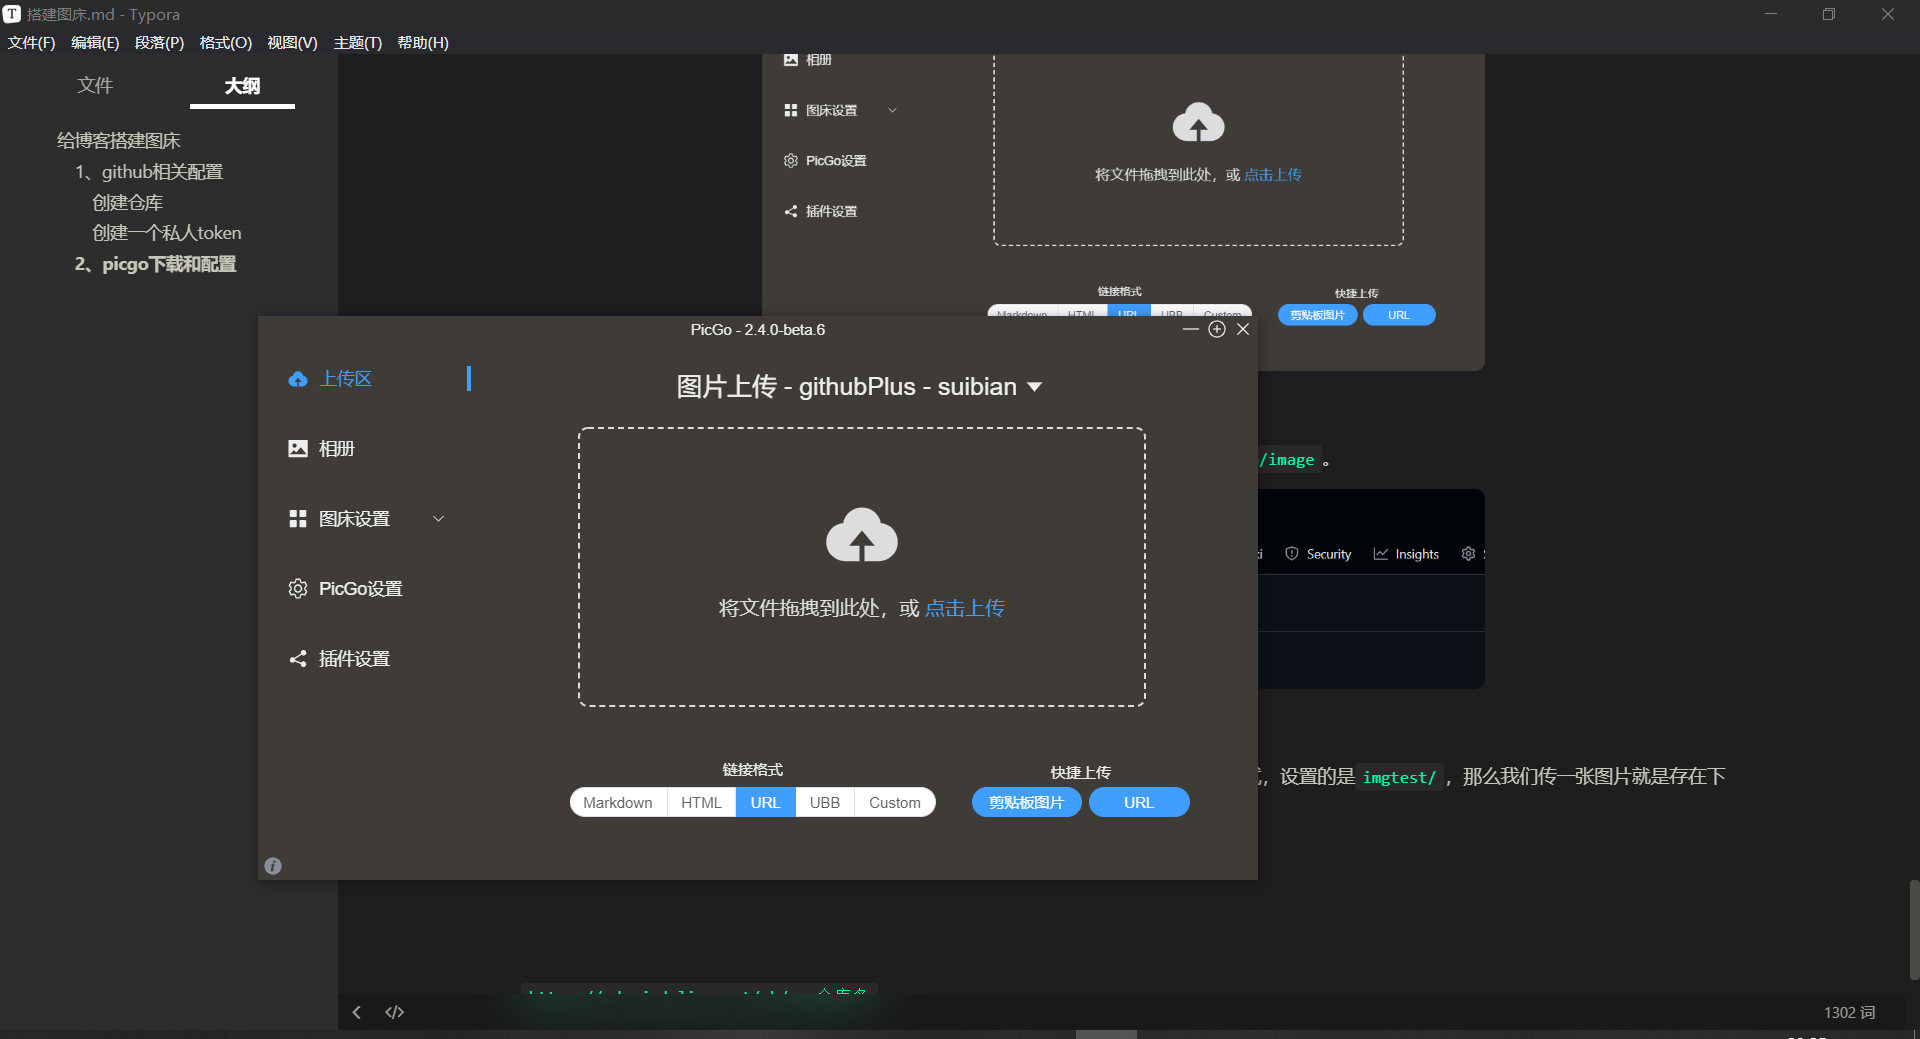 搭建图床.md - Typora
文件(F) 编辑(E) 段落(P) 格式(O) 视图(V) 主题(T) 帮助(H)
文件 大纲
给博客搭建图床
1、github相关配置
创建仓库
创建一个私人token
2、picgo下载和配置
相册
图床设置
PicGo设置
插件设置
将文件拖拽到此处，或 点击上传
链接格式
快捷上传
Markdown HTML URL UBB Custom
剪贴板图片 URL
PicGo - 2.4.0-beta.6
上传区
相册
图床设置
PicGo设置
插件设置
图片上传 - githubPlus - suibian
将文件拖拽到此处，或 点击上传
链接格式
快捷上传
Markdown HTML URL UBB Custom
剪贴板图片 URL
/image 。
Security Insights
，设置的是 imgtest/ ，那么我们传一张图片就是存在下
1302 词